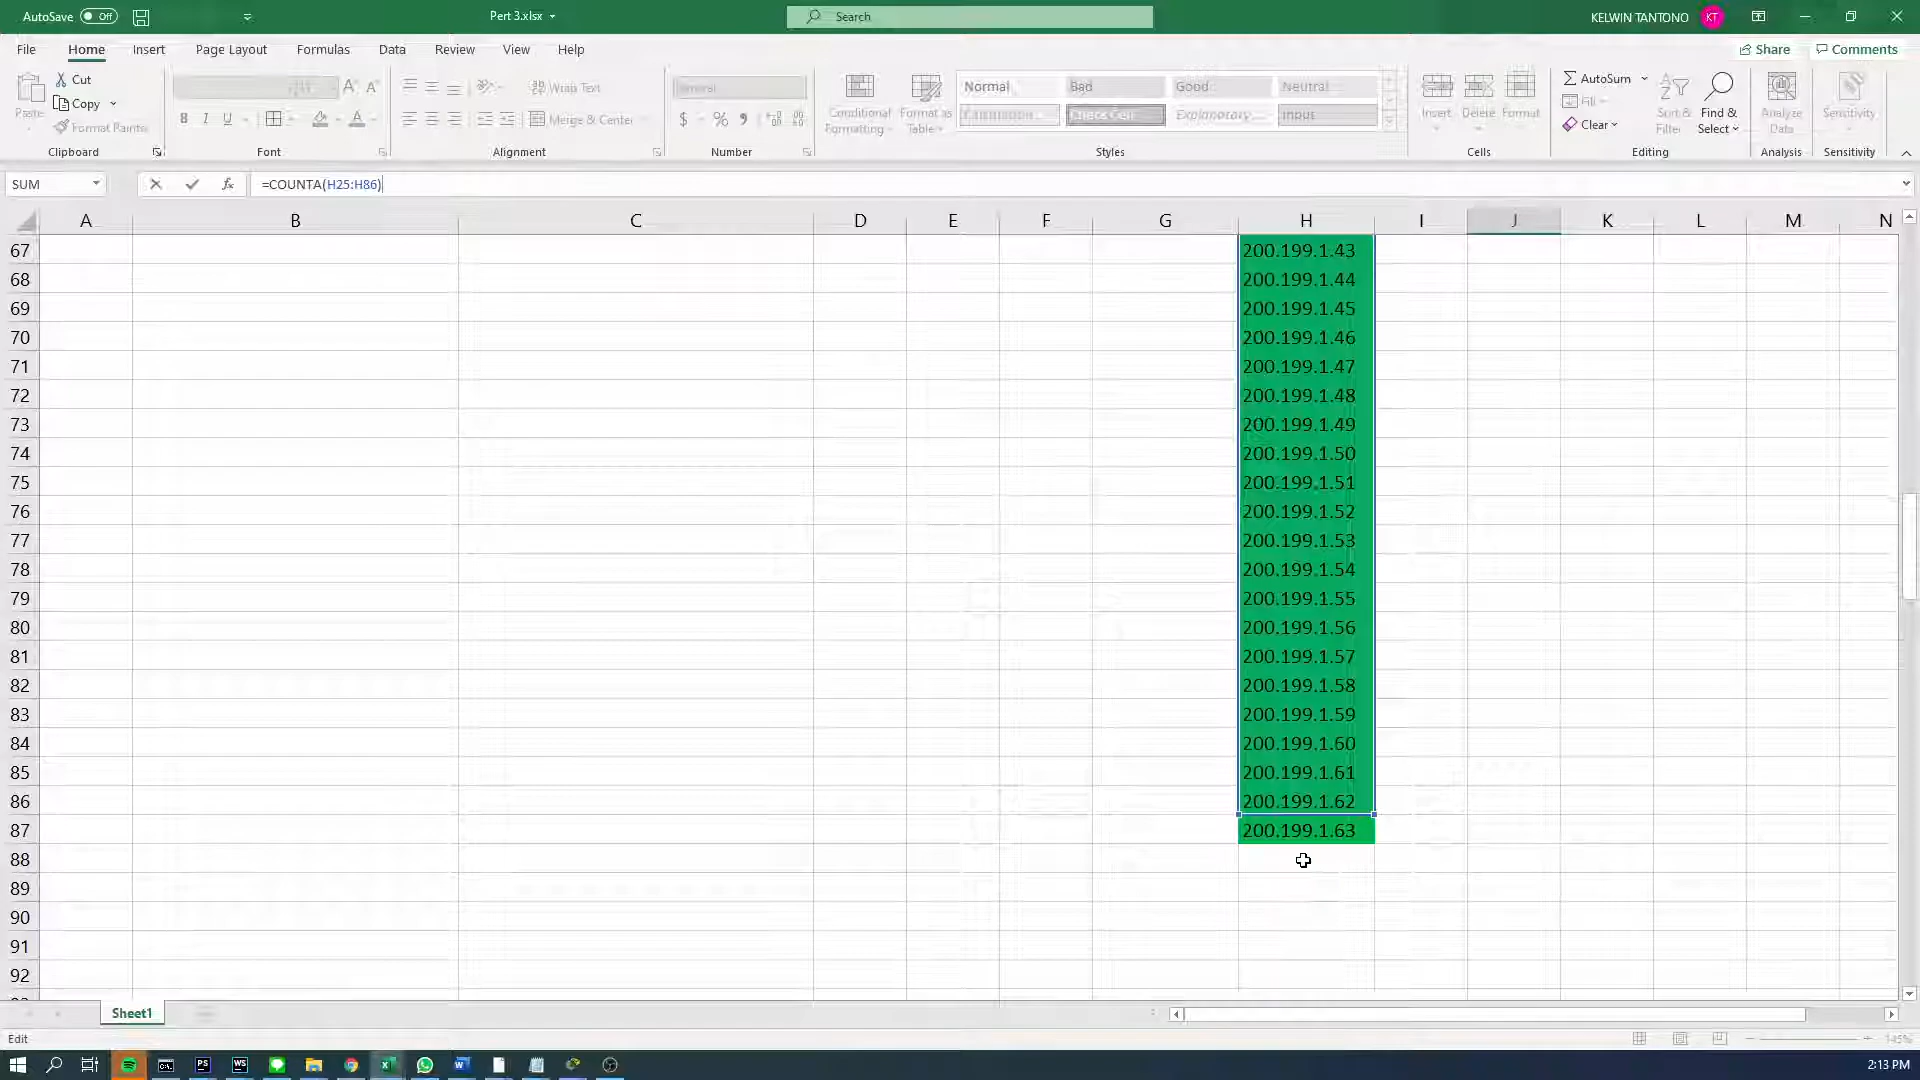 AutoSave Off Pert 3.xlsx Search KELWIN TANTONO KT
File Home Insert Page Layout Formulas Data Review View Help Share Comments
Paste Cut Copy Format Painter Clipboard
A A B I U A Font
Wrap Text Merge & Center Alignment
General $ % Number
Conditional Formatting Format as Table Normal Bad Good Neutral Calculation Check Cell Explanatory ... Input Styles
Insert Delete Format Cells
AutoSum Fill Clear Sort & Filter Find & Select Editing
Analyze Data Analysis
Sensitivity Sensitivity
SUM fx =COUNTA(H25:H86)
A B C D E F G H I J K L M N
67 200.199.1.43
68 200.199.1.44
69 200.199.1.45
70 200.199.1.46
71 200.199.1.47
72 200.199.1.48
73 200.199.1.49
74 200.199.1.50
75 200.199.1.51
76 200.199.1.52
77 200.199.1.53
78 200.199.1.54
79 200.199.1.55
80 200.199.1.56
81 200.199.1.57
82 200.199.1.58
83 200.199.1.59
84 200.199.1.60
85 200.199.1.61
86 200.199.1.62
87 200.199.1.63
88
89
90
91
92
Sheet1
Edit 145%
PS WS 2:13 PM